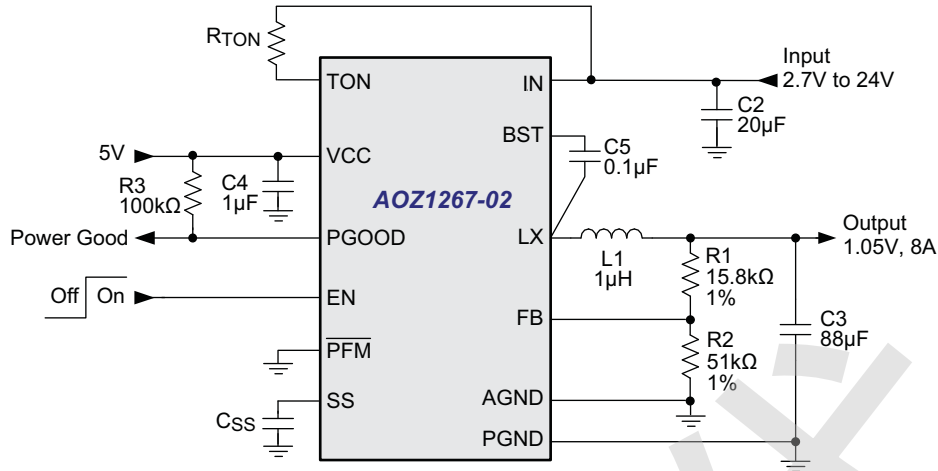 RTON
TON
IN
Input
2.7V to 24V
C2
20µF
BST
C5
0.1µF
5V
VCC
R3
100kΩ
C4
1µF
AOZ1267-02
Power Good
PGOOD
LX
L1
1µH
Output
1.05V, 8A
R1
15.8kΩ
1%
Off
On
EN
FB
R2
51kΩ
1%
C3
88µF
PFM
SS
CSS
AGND
PGND